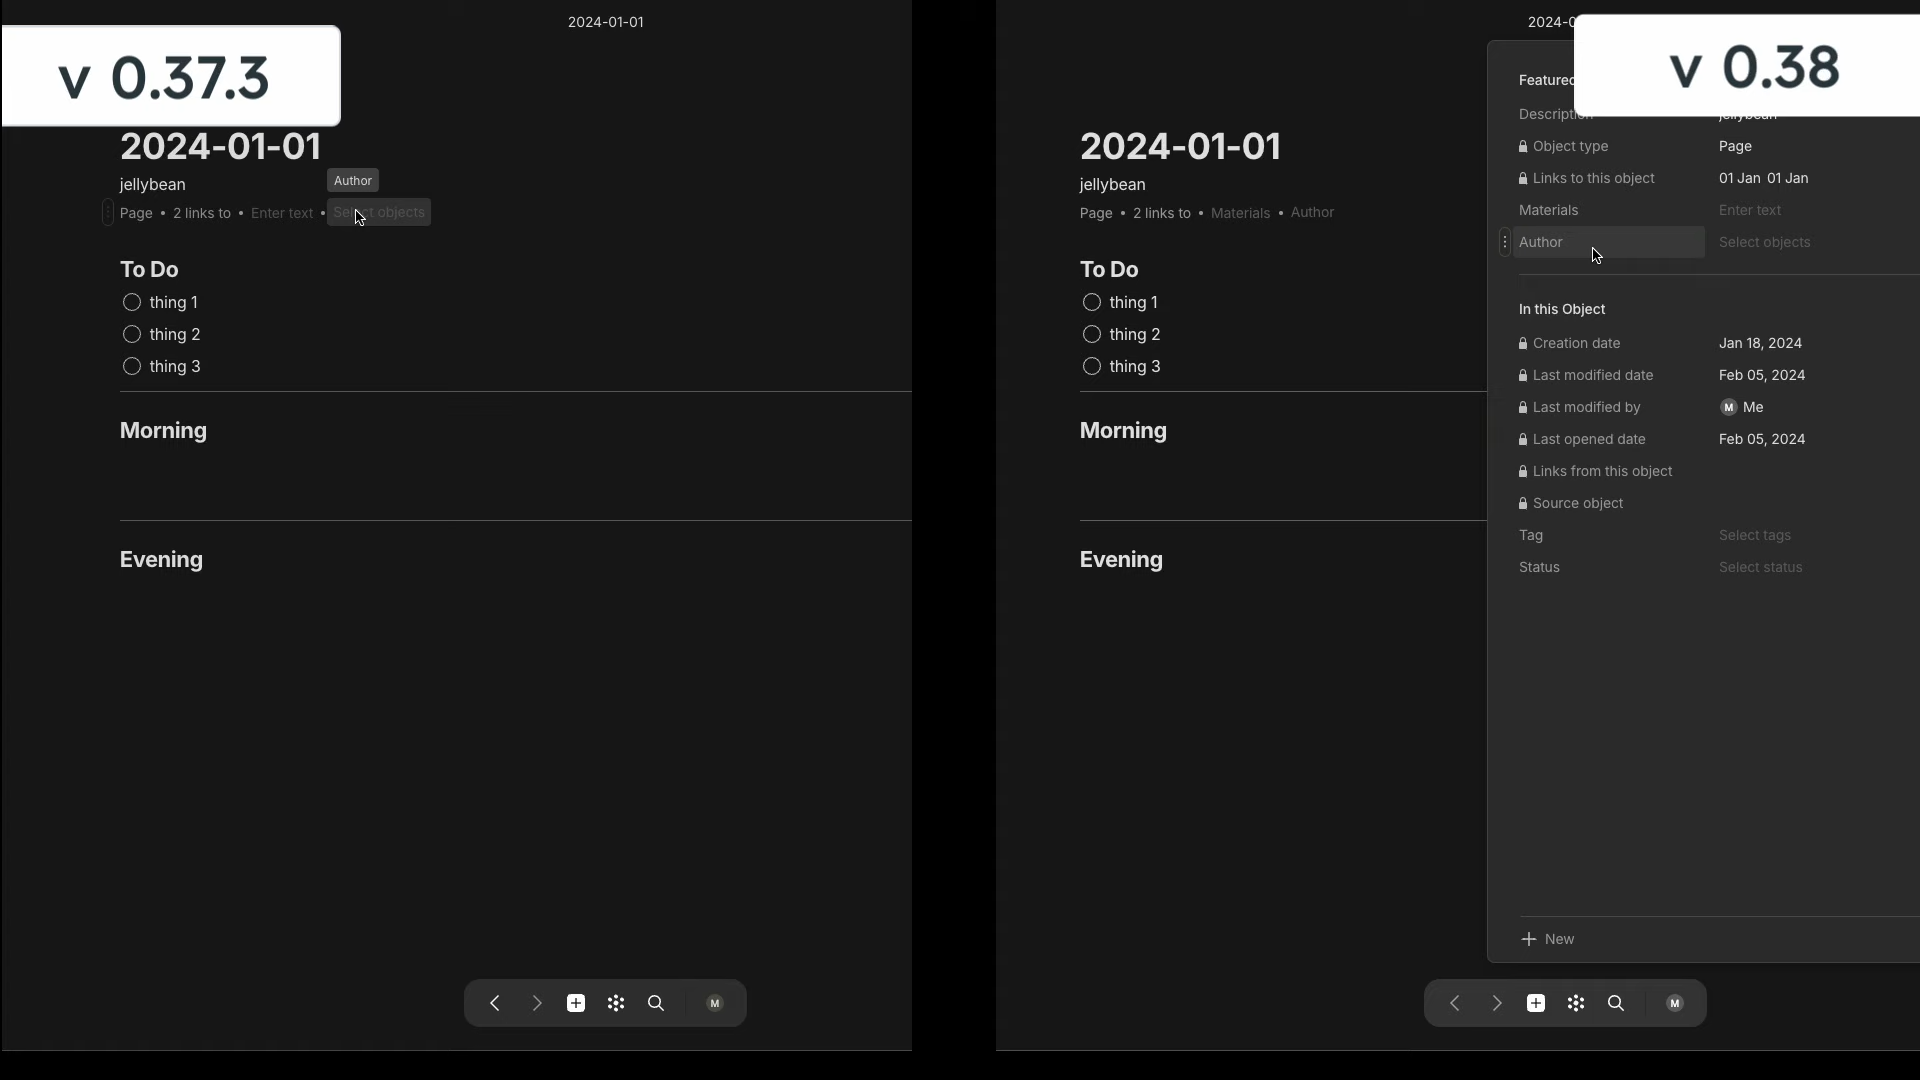 2024-01-01
v 0.37.3
2024-01-01
jellybean
Author
Page • 2 links to • Enter text • Select objects
To Do
thing 1
thing 2
thing 3
Morning
Evening
M
2024-0
v 0.38
2024-01-01
jellybean
Page • 2 links to • Materials • Author
To Do
thing 1
thing 2
thing 3
Morning
Evening
Featured
Description jellybean
Object type Page
Links to this object 01 Jan 01 Jan
Materials Enter text
Author Select objects
In this Object
Creation date Jan 18, 2024
Last modified date Feb 05, 2024
Last modified by M Me
Last opened date Feb 05, 2024
Links from this object
Source object
Tag Select tags
Status Select status
+ New
M